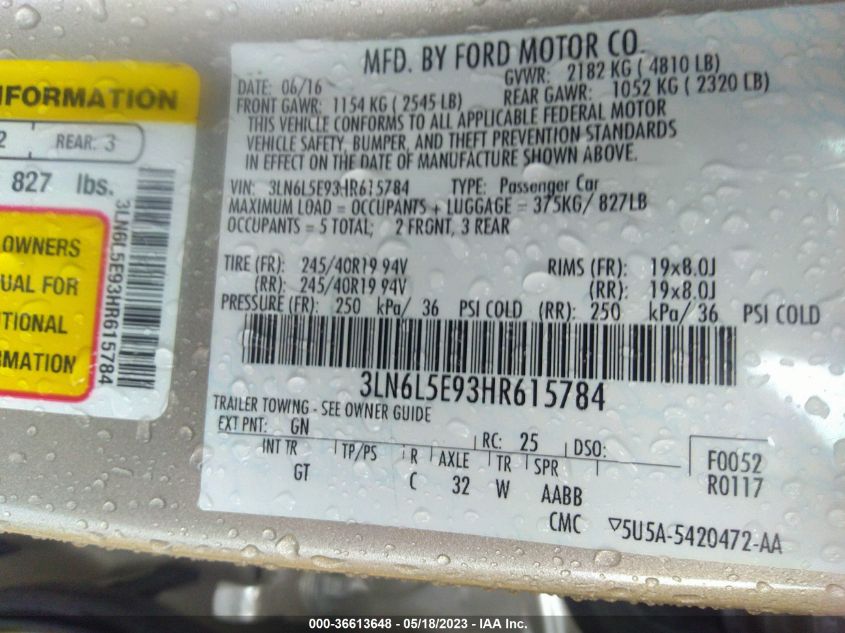 NFORMATION
2 REAR: 3
827 lbs.
OWNERS
UAL FOR
TIONAL
RMATION
3LN6L5E93HR615784
MFD. BY FORD MOTOR CO.
DATE: 06/16 GVWR: 2182 KG ( 4810 LB)
FRONT GAWR: 1154 KG ( 2545 LB) REAR GAWR: 1052 KG ( 2320 LB)
THIS VEHICLE CONFORMS TO ALL APPLICABLE FEDERAL MOTOR
VEHICLE SAFETY, BUMPER, AND THEFT PREVENTION STANDARDS
IN EFFECT ON THE DATE OF MANUFACTURE SHOWN ABOVE.
VIN: 3LN6L5E93HR615784 TYPE: Passenger Car
MAXIMUM LOAD = OCCUPANTS + LUGGAGE = 375KG/ 827LB
OCCUPANTS = 5 TOTAL; 2 FRONT, 3 REAR
TIRE (FR): 245/40R19 94V RIMS (FR): 19x8.0J
(RR): 245/40R19 94V (RR): 19x8.0J
PRESSURE (FR): 250 kPa/ 36 PSI COLD (RR): 250 kPa/ 36 PSI COLD
3LN6L5E93HR615784
TRAILER TOWING - SEE OWNER GUIDE
EXT PNT: GN RC: 25 DSO:
INT TR TP/PS R AXLE TR SPR F0052
GT C 32 W AABB R0117
CMC ▽5U5A-5420472-AA
000-36613648 - 05/18/2023 - IAA Inc.